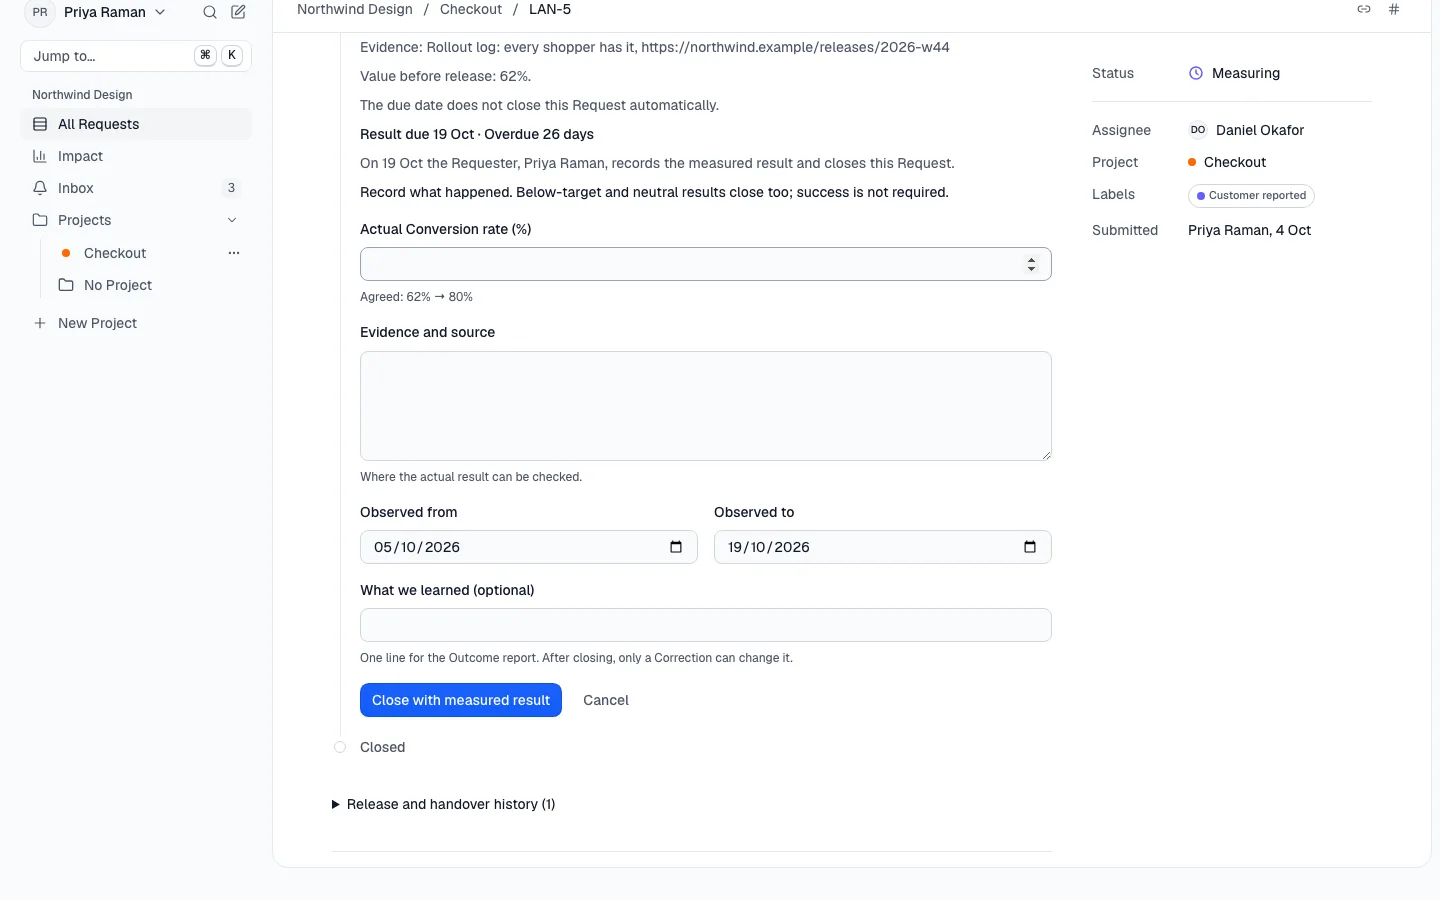 PR Priya Raman
Jump to… ⌘ K
Northwind Design
All Requests
Impact
Inbox 3
Projects
Checkout
No Project
New Project
Northwind Design / Checkout / LAN-5
Evidence: Rollout log: every shopper has it, https://northwind.example/releases/2026-w44
Value before release: 62%.
The due date does not close this Request automatically.
Result due 19 Oct · Overdue 26 days
On 19 Oct the Requester, Priya Raman, records the measured result and closes this Request.
Record what happened. Below-target and neutral results close too; success is not required.
Actual Conversion rate (%)
Agreed: 62% → 80%
Evidence and source
Where the actual result can be checked.
Observed from Observed to
05/10/2026 19/10/2026
What we learned (optional)
One line for the Outcome report. After closing, only a Correction can change it.
Close with measured result Cancel
Closed
Release and handover history (1)
Status Measuring
Assignee DO Daniel Okafor
Project Checkout
Labels Customer reported
Submitted Priya Raman, 4 Oct